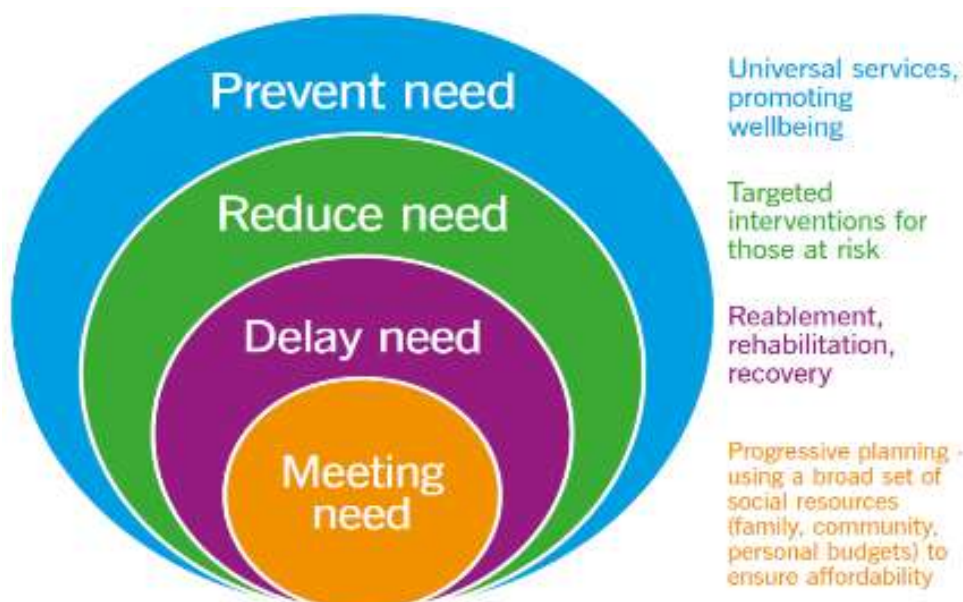 Prevent need
Universal services,
promoting
wellbeing
Reduce need
Targeted
interventions for
those at risk
Delay need
Reablement,
rehabilitation,
recovery
Meeting
need
Progressive planning -
using a broad set of
social resources
(family, community,
personal budgets) to
ensure affordability